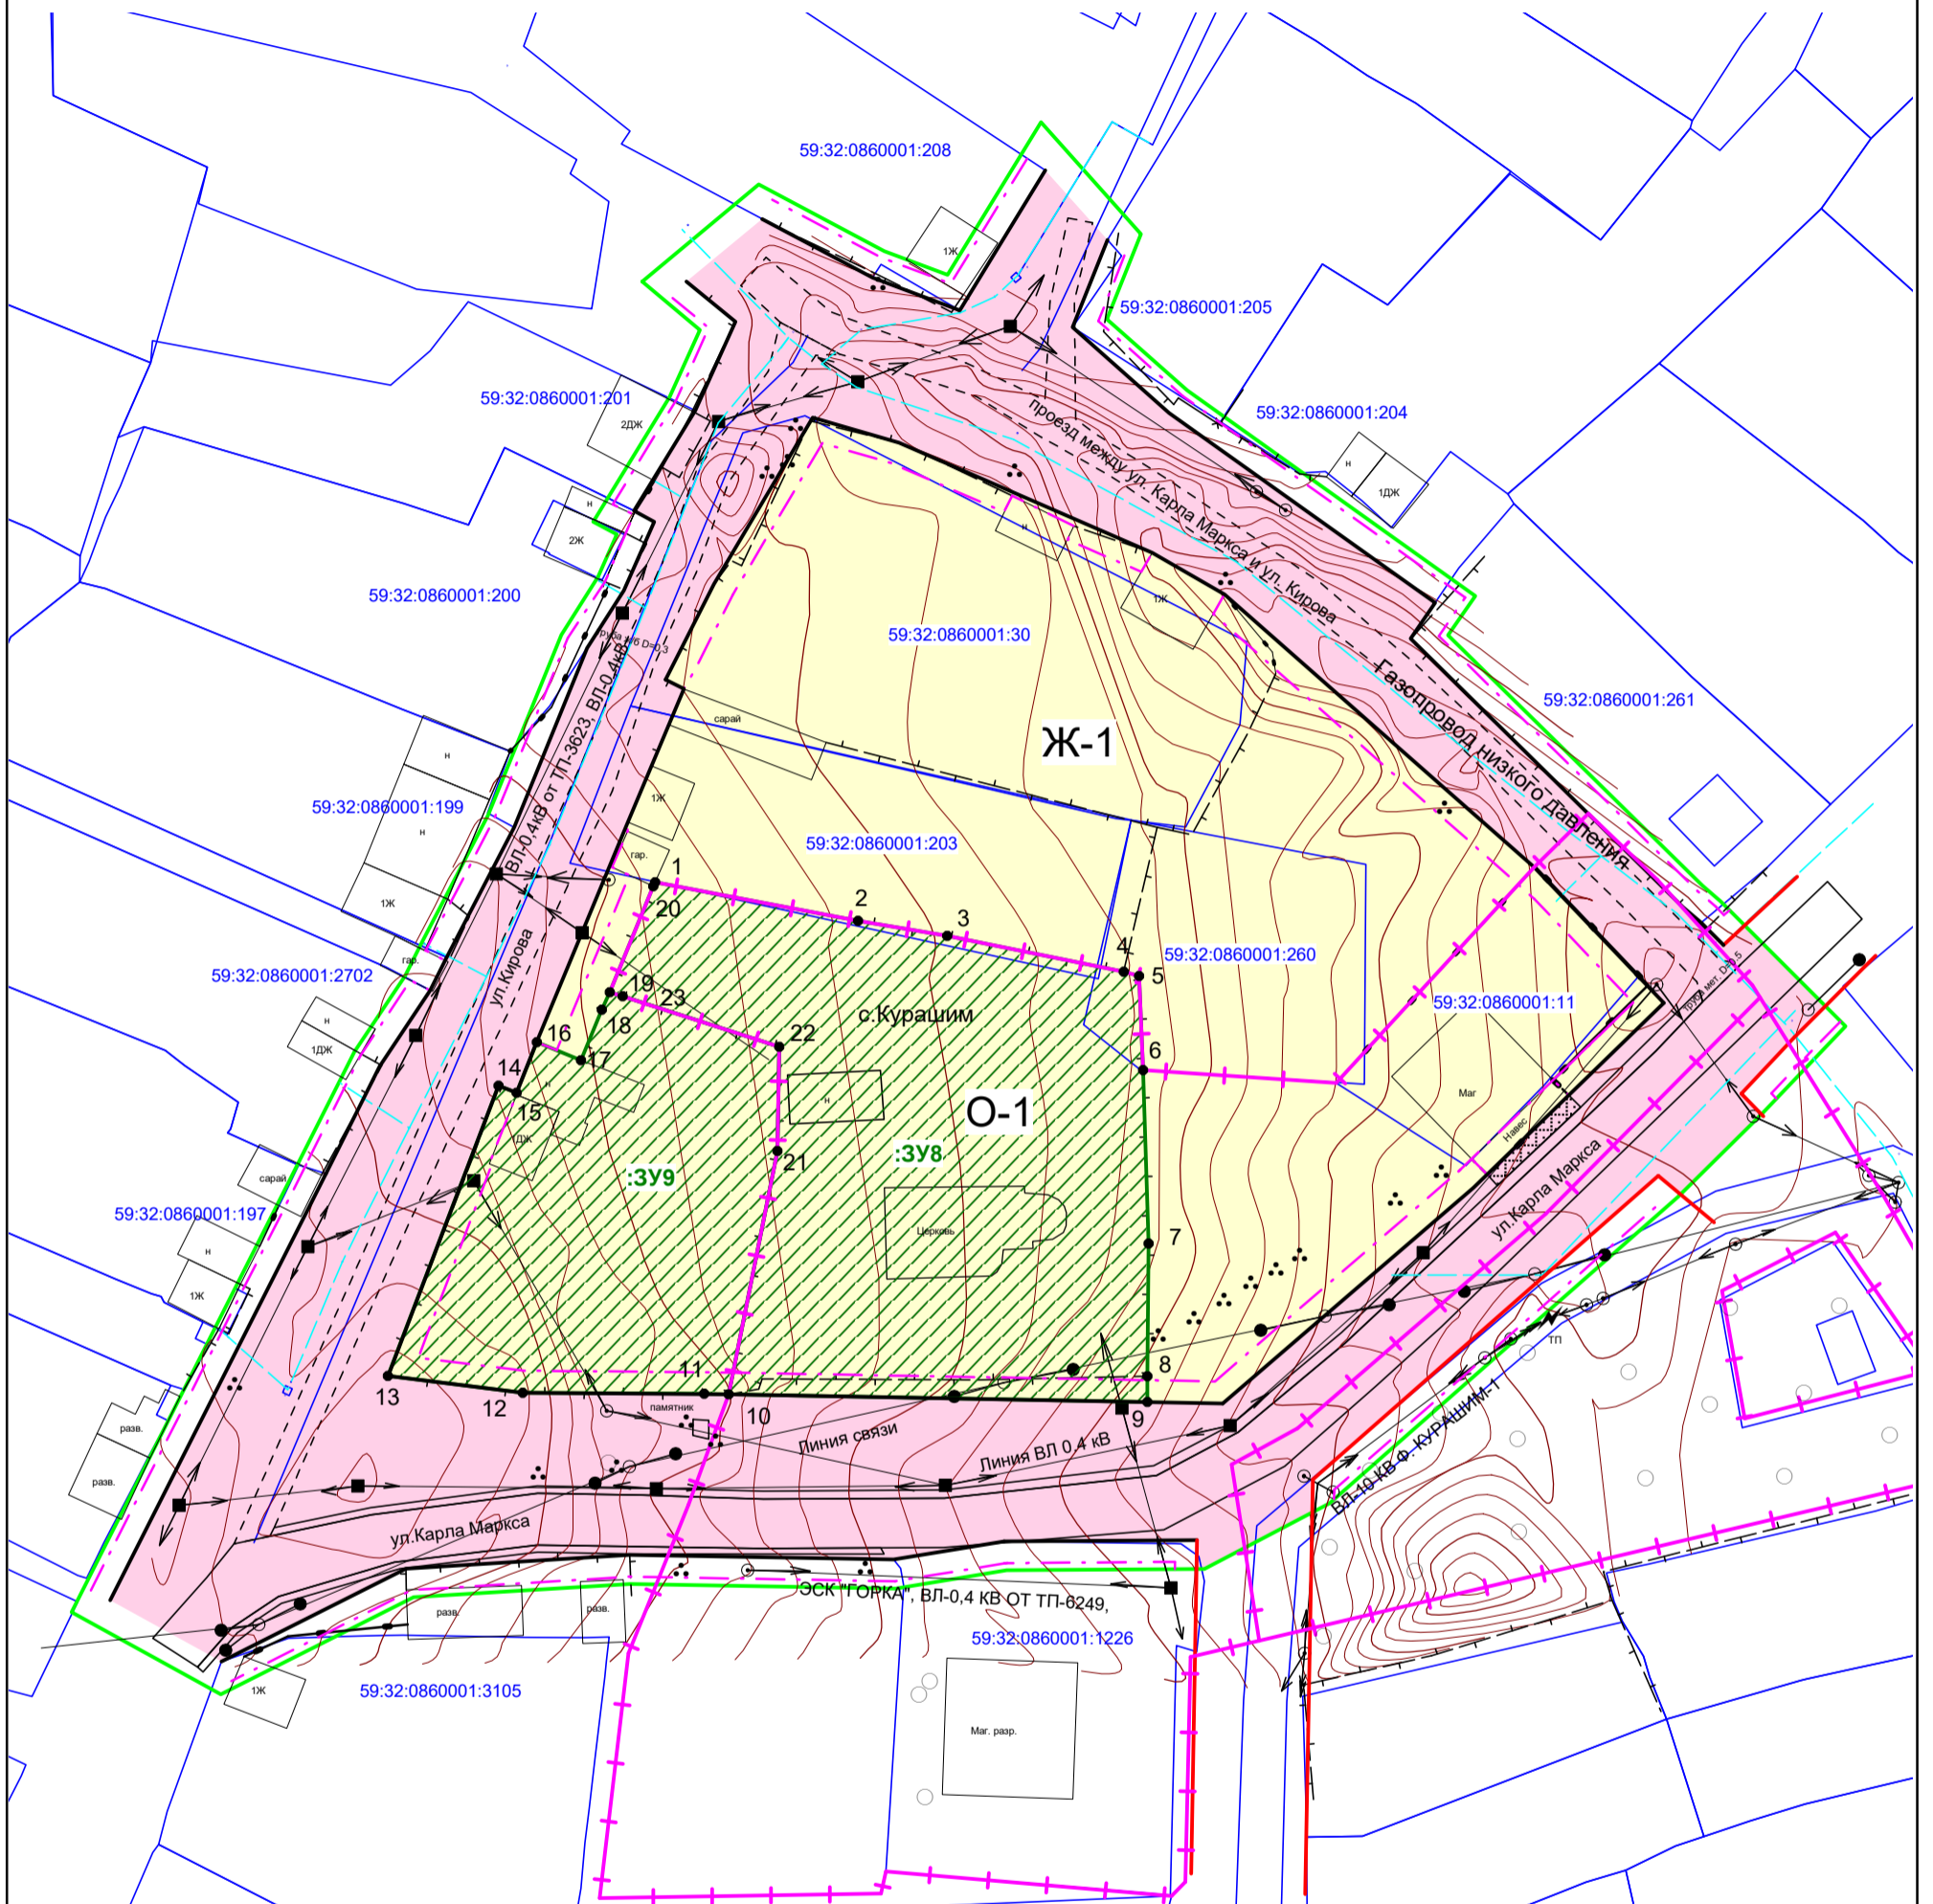 59:32:0860001:208
1Ж
59:32:0860001:205
59:32:0860001:201
2ДЖ
59:32:0860001:204
проезд между ул. Карла Маркса и ул. Кирова
н
1ДЖ
н
2Ж
н
59:32:0860001:200
1Ж
59:32:0860001:30
труба ж/б D=0,3
59:32:0860001:261
Газопровод низкого давления
сарай
Ж-1
н
ВЛ-0,4кВ от ТП-3623, ВЛ-0,4кВ
1Ж
59:32:0860001:199
н
59:32:0860001:203
гар.
1
20
2
3
1Ж
4
5
59:32:0860001:260
гар.
59:32:0860001:2702
ул.Кирова
19
23
18
с.Курашим
59:32:0860001:11
труба мет. D=0,5
н
1ДЖ
16
17
22
6
14
15
н
н
О-1
Маг
1ДЖ
Навес
:ЗУ8
:ЗУ9
21
сарай
59:32:0860001:197
н
Церковь
7
ул.Карла Маркса
1Ж
ТП
13
12
11
10
8
9
памятник
разв.
разв.
Линия связи
Линия ВЛ 0.4 кВ
ВЛ-10 КВ Ф. КУРАШИМ-1
ул.Карла Маркса
ЭСК "ГОРКА", ВЛ-0,4 КВ ОТ ТП-6249,
разв.
разв.
59:32:0860001:1226
59:32:0860001:3105
1Ж
Маг. разр.